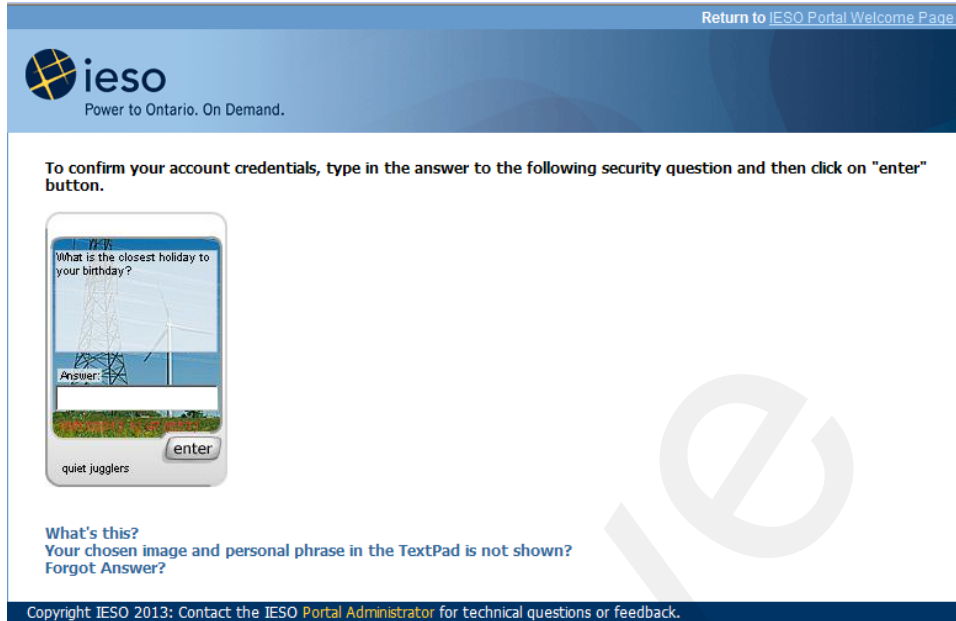 Return to IESO Portal Welcome Page
ieso
Power to Ontario. On Demand.
To confirm your account credentials, type in the answer to the following security question and then click on "enter"
button.
What is the closest holiday to
your birthday?
Answer:
enter
quiet jugglers
What's this?
Your chosen image and personal phrase in the TextPad is not shown?
Forgot Answer?
Copyright IESO 2013: Contact the IESO Portal Administrator for technical questions or feedback.